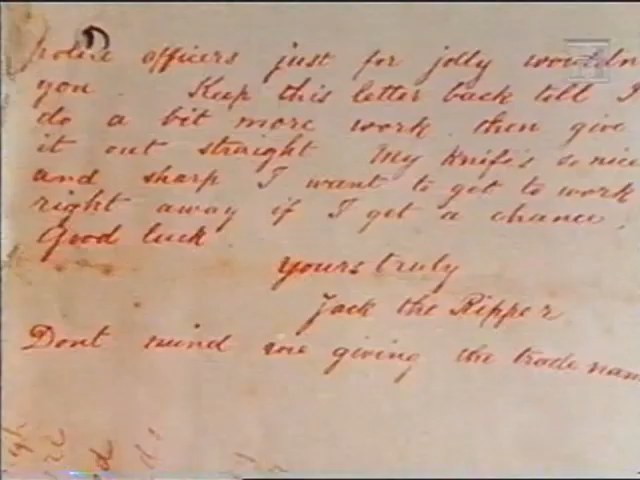 police officers just for jolly wouldn
you Keep this letter back till I
do a bit more work then give
it out straight My knife's so nice
and sharp I want to get to work
right away if I get a chance.
Good luck
yours truly
Jack the Ripper
Dont mind me giving the trade name